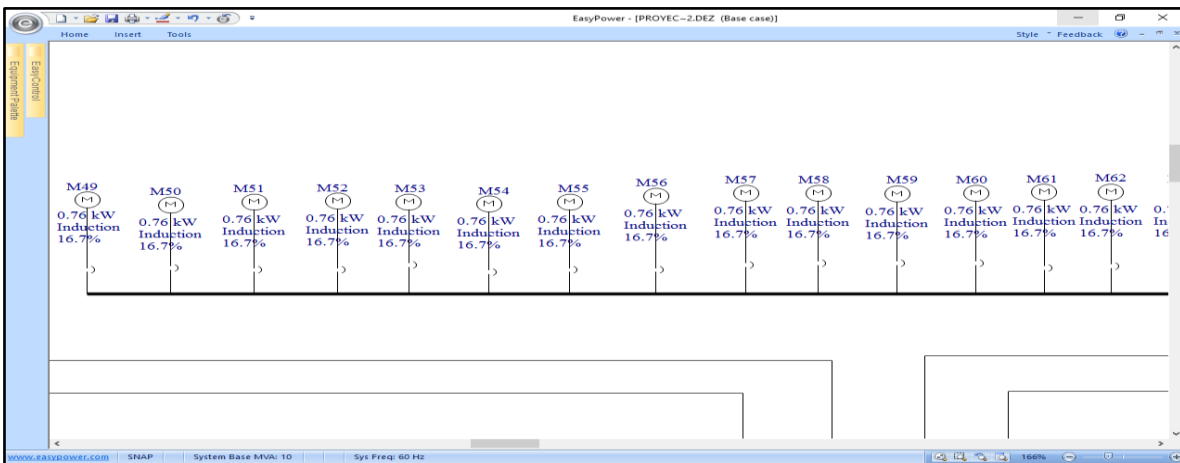 EasyPower - [PROYEC~2.DEZ (Base case)]
Home Insert Tools Style Feedback
EasyControl
Equipment Palette
M49 M50 M51 M52 M53 M54 M55 M56 M57 M58 M59 M60 M61 M62
M M M M M M M M M M M M M M
0.76 kW 0.76 kW 0.76 kW 0.76 kW 0.76 kW 0.76 kW 0.76 kW 0.76 kW 0.76 kW 0.76 kW 0.76 kW 0.76 kW 0.76 kW 0.76 kW 0.
Induction Induction Induction Induction Induction Induction Induction Induction Induction Induction Induction Induction Induction Induction I
16.7% 16.7% 16.7% 16.7% 16.7% 16.7% 16.7% 16.7% 16.7% 16.7% 16.7% 16.7% 16.7% 16.7% 16
www.easypower.com SNAP System Base MVA: 10 Sys Freq: 60 Hz 166%